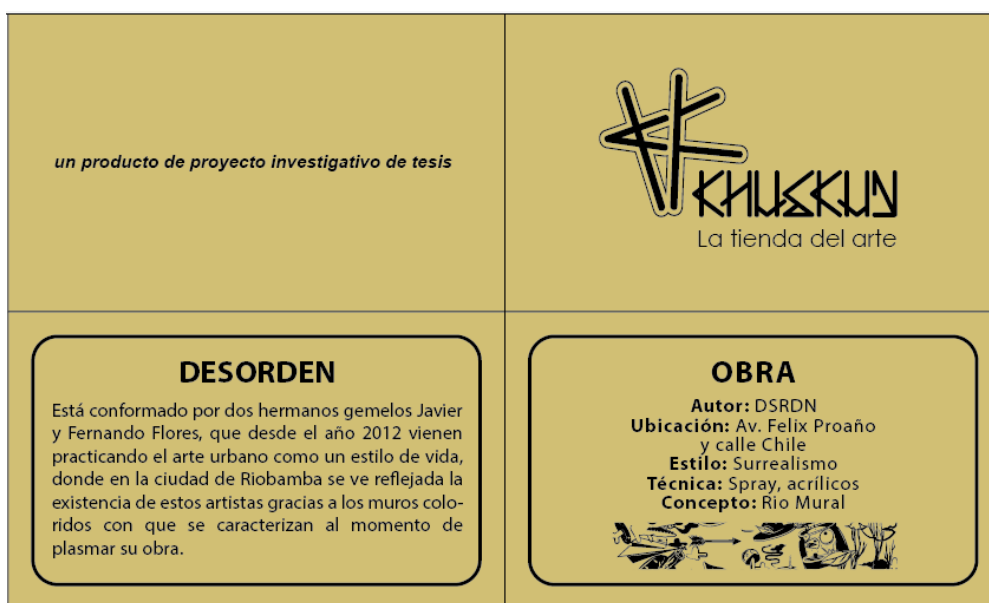 un producto de proyecto investigativo de tesis
KHUSKUY
La tienda del arte
DESORDEN
Está conformado por dos hermanos gemelos Javier
y Fernando Flores, que desde el año 2012 vienen
practicando el arte urbano como un estilo de vida,
donde en la ciudad de Riobamba se ve reflejada la
existencia de estos artistas gracias a los muros colo-
ridos con que se caracterizan al momento de
plasmar su obra.
OBRA
Autor: DSRDN
Ubicación: Av. Felix Proaño
y calle Chile
Estilo: Surrealismo
Técnica: Spray, acrílicos
Concepto: Rio Mural